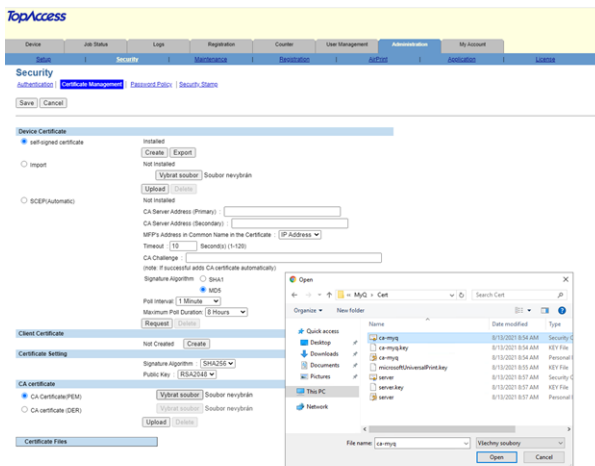 TopAccess
Device Job Status Logs Registration Counter User Management Administration My Account
Setup | Security | Maintenance | Registration | AirPrint | Application | License
Security
Authentication | Certificate Management | Password Policy | Security Stamp
Save Cancel
Device Certificate
self-signed certificate Installed
Create Export
Import Not Installed
Vybrat soubor Soubor nevybrán
Upload Delete
SCEP(Automatic) Not Installed
CA Server Address (Primary) :
CA Server Address (Secondary) :
MFP's Address in Common Name in the Certificate : IP Address
Timeout : 10 Second(s) (1-120)
CA Challenge :
(note: If successful adds CA certificate automatically)
Signature Algorithm SHA1
MD5
Poll Interval: 1 Minute
Maximum Poll Duration: 8 Hours
Request Delete
Client Certificate
Not Created Create
Certificate Setting
Signature Algorithm : SHA256
Public Key : RSA2048
CA certificate
CA Certificate(PEM) Vybrat soubor Soubor nevybrán
CA certificate (DER) Vybrat soubor Soubor nevybrán
Upload Delete
Certificate Files
Open
« MyQ › Cert Search Cert
Organize New folder
Name Date modified Type
Quick access
Desktop
Downloads
Documents
Pictures
This PC
Network
ca-myq 8/13/2021 8:54 AM Security C
ca-myq.key 8/13/2021 8:54 AM KEY File
ca-myq 8/13/2021 8:54 AM Personal I
microsoftUniversalPrint.key 8/13/2021 8:55 AM KEY File
server 8/13/2021 8:57 AM Security C
server.key 8/13/2021 8:57 AM KEY File
server 8/13/2021 8:57 AM Personal I
File name: ca-myq Všechny soubory
Open Cancel